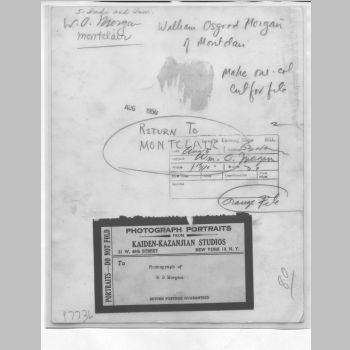 W. O. Morgan
Montclair
William Osgood Morgan
of Montclair
Make one-col
cut for file
AUG 1950
RETURN TO
MONTCLAIR
Wm. O. Morgan
Orange File
PHOTOGRAPH PORTRAITS
FROM
KAIDEN-KAZANJIAN STUDIOS
21 W. 48th STREET NEW YORK 19, N. Y.
PORTRAITS—DO NOT FOLD
To
Photograph of
W O Morgan
RETURN POSTAGE GUARANTEED
80
17736